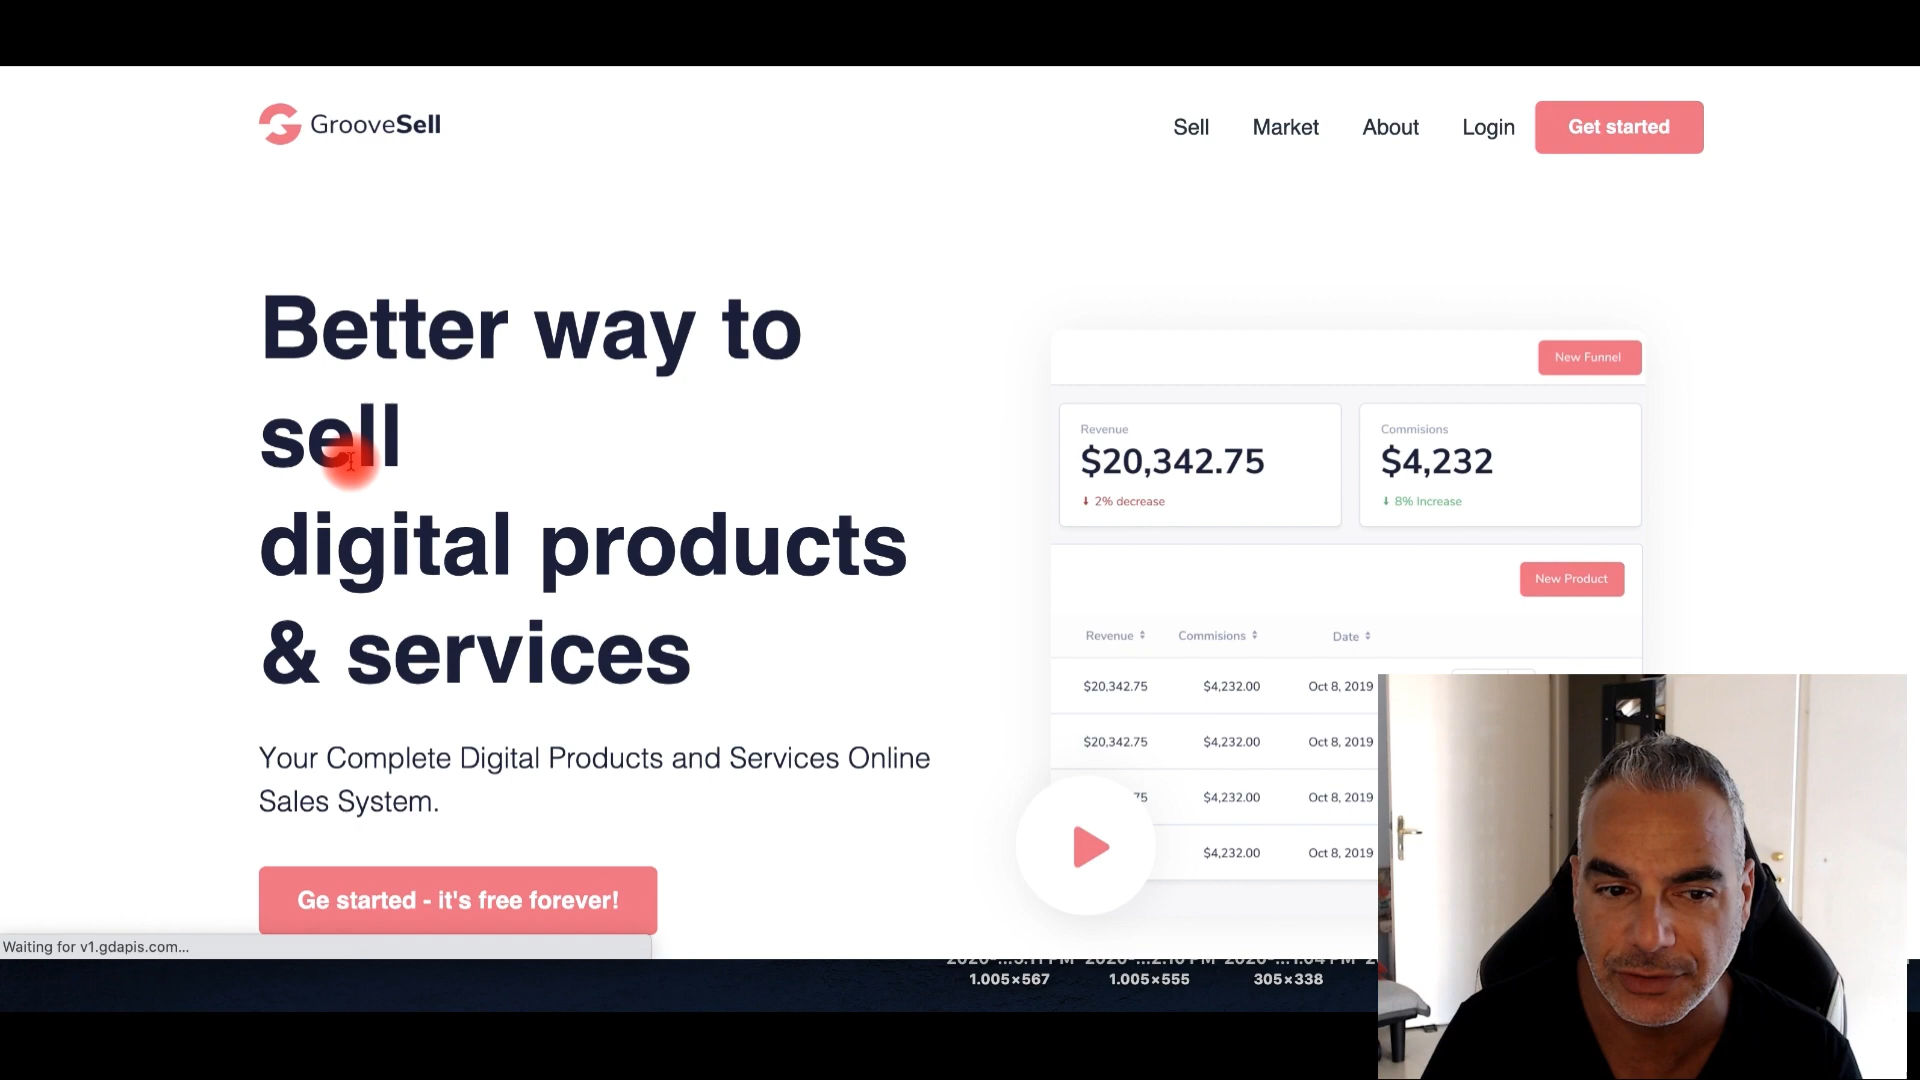 GrooveSell
Sell Market About Login Get started
Better way to
sell
digital products
& services
Your Complete Digital Products and Services Online
Sales System.
Ge started - it's free forever!
New Funnel
Revenue Commisions
$20,342.75 $4,232
2% decrease 8% Increase
New Product
Revenue Commisions Date
$20,342.75 $4,232.00 Oct 8, 2019
$20,342.75 $4,232.00 Oct 8, 2019
75 $4,232.00 Oct 8, 2019
$4,232.00 Oct 8, 2019
Waiting for v1.gdapis.com...
1.005×567 1.005×555 305×338